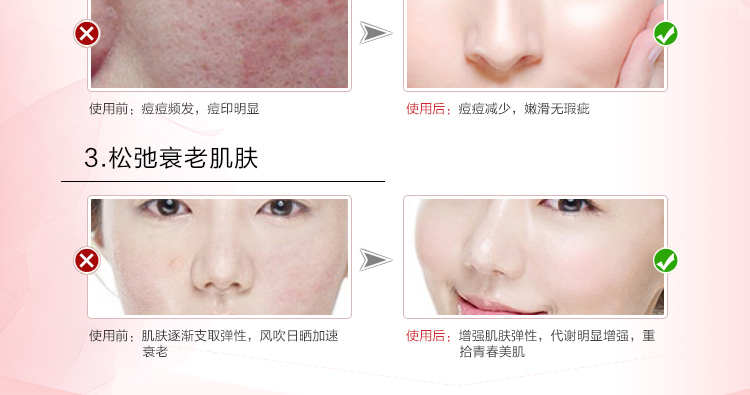 使用前：痘痘频发，痘印明显
使用后：痘痘减少，嫩滑无瑕疵
3.松弛衰老肌肤
使用前：肌肤逐渐支取弹性，风吹日晒加速
衰老
使用后：增强肌肤弹性，代谢明显增强，重
拾青春美肌